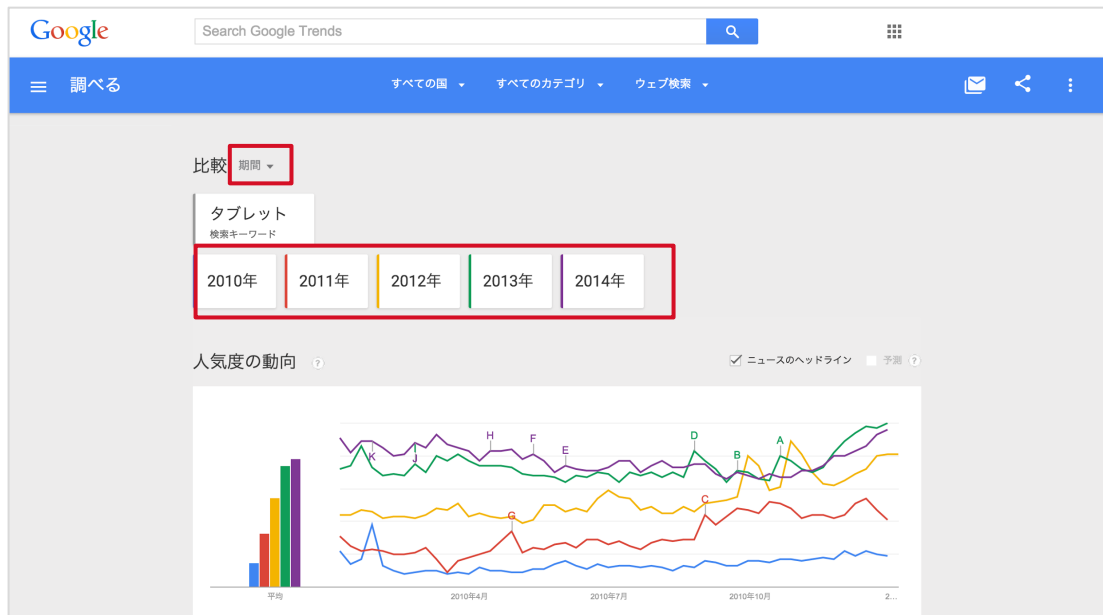 Google
Search Google Trends
調べる
すべての国
すべてのカテゴリ
ウェブ検索
比較 期間
タブレット
検索キーワード
2010年 2011年 2012年 2013年 2014年
人気度の動向 ?
ニュースのヘッドライン 予測 ?
H
F
E
D
A
K
J
B
G
C
平均 2010年4月 2010年7月 2010年10月 2...